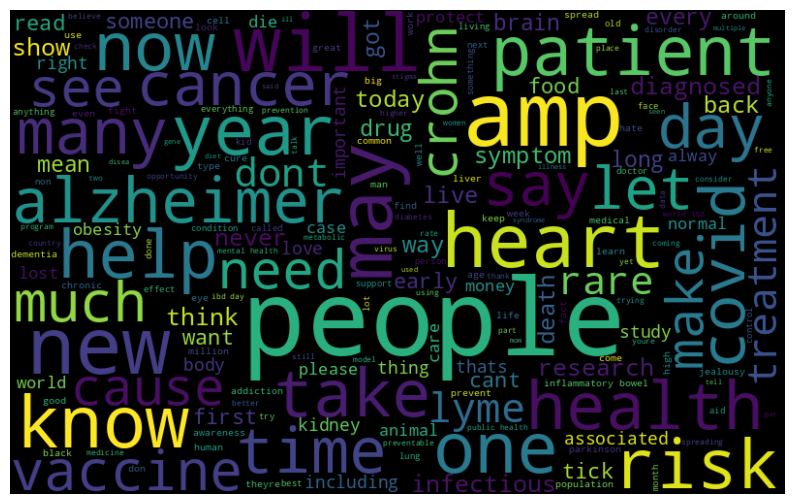 read
someone
believe
cell
ill
use
look
show
now
right
die
will
got
brain
great
work
protect
spread
old
around
every
check
living
disorder
multiple
next
place
patient
something
see
cancer
said
stigma
big
today
crohn
food
diagnosed
last
anyone
amp
day
back
face
seen
hate
women
free
anything
everything
prevention
even
fight
higher
many
year
gene
kid
talk
important
common
drug
well
symptom
long
alway
mean
disea
diet
cure
dont
may
man
say
let
doctor
consider
illness
data
non
two
opportunity
type
find
liver
diabetes
live
alzheimer
program
condition
called
case
rate
week
syndrome
keep
medical
world ibd
normal
covid
treatment
obesity
country
mental health
metabolic
never
love
virus
way
heart
learn
coming
dementia
done
help
need
person
lost
support
early
age
thank
money
yet
make
rare
chronic
effect
eye
ibd day
used
using
lot
trying
death
fact
control
much
people
life
part
mom
care
study
youre
high
think
want
new
million
body
still
model
thats
come
jealousy
tell
please
thing
cant
research
prevent
world
cause
addiction
take
inflammatory bowel
aid
good
better
lyme
health
know
first
try
kidney
animal
public health
black
awareness
human
preventable
time
one
associated
parkinson
spreading
medicine
don
lung
tick
risk
month
vaccine
theyre
best
including
infectious
population